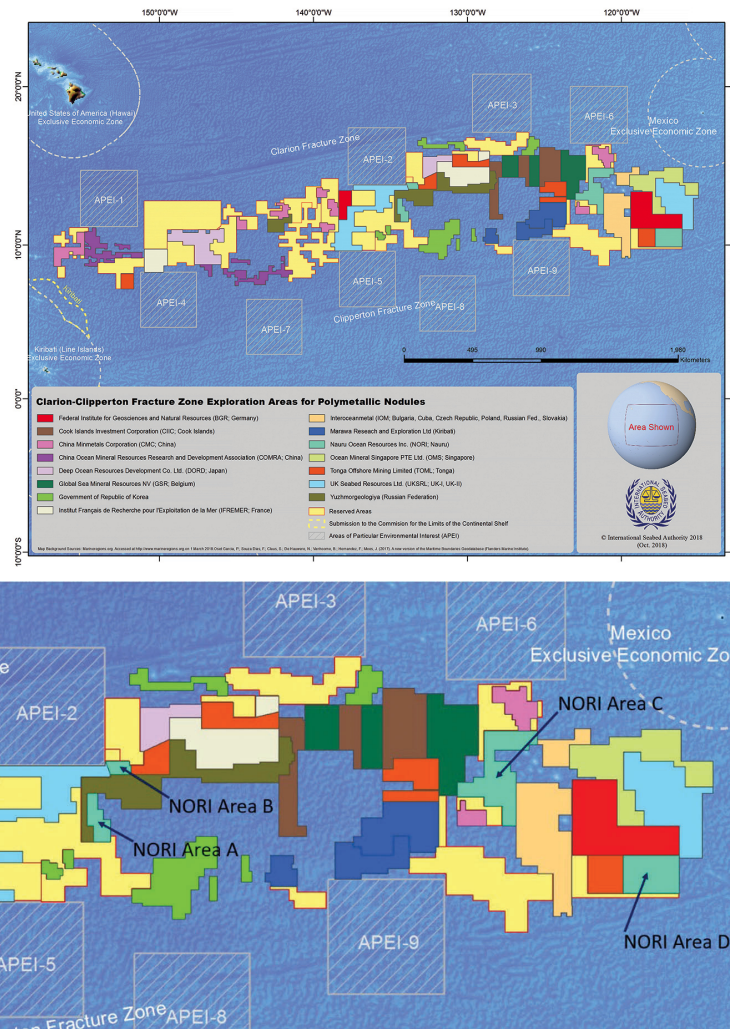 150°0'0"W
140°0'0"W
130°0'0"W
120°0'0"W
20°0'0"N
10°0'0"N
0°0'0"
10°0'0"S
United States of America (Hawaii)
Exclusive Economic Zone
Mexico
Exclusive Economic Zone
Clarion Fracture Zone
APEI-3
APEI-6
APEI-2
APEI-1
APEI-4
APEI-7
APEI-5
APEI-8
APEI-9
Clipperton Fracture Zone
Kiribati
Kiribati (Line Islands)
Exclusive Economic Zone
0 495 990 1,980
Kilometers
Clarion-Clipperton Fracture Zone Exploration Areas for Polymetallic Nodules
Federal Institute for Geosciences and Natural Resources (BGR; Germany)
Cook Islands Investment Corporation (CIIC; Cook Islands)
China Minmetals Corporation (CMC; China)
China Ocean Mineral Resources Research and Development Association (COMRA; China)
Deep Ocean Resources Development Co. Ltd. (DORD; Japan)
Global Sea Mineral Resources NV (GSR; Belgium)
Government of Republic of Korea
Institut Français de Recherche pour l'Exploitation de la Mer (IFREMER; France)
Interoceanmetal (IOM; Bulgaria, Cuba, Czech Republic, Poland, Russian Fed., Slovakia)
Marawa Reseach and Exploration Ltd (Kiribati)
Nauru Ocean Resources Inc. (NORI; Nauru)
Ocean Mineral Singapore PTE Ltd. (OMS; Singapore)
Tonga Offshore Mining Limited (TOML; Tonga)
UK Seabed Resources Ltd. (UKSRL; UK-I, UK-II)
Yuzhmorgeologiya (Russian Federation)
Reserved Areas
Submission to the Commision for the Limits of the Continental Shelf
Areas of Particular Environmental Interest (APEI)
Area Shown
INTERNATIONAL SEABED AUTHORITY
© International Seabed Authority 2018
(Oct. 2018)
APEI-3
APEI-6
Mexico
Exclusive Economic Zo
e
APEI-2
NORI Area C
NORI Area B
NORI Area A
NORI Area D
APEI-9
APEI-5
APEI-8
on Fracture Zone